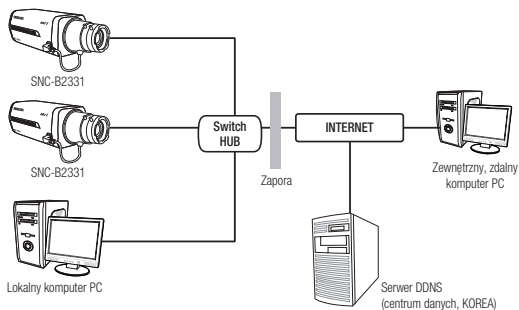 SNC-B2331
SNC-B2331
Lokalny komputer PC
Switch
HUB
Zapora
INTERNET
Zewnętrzny, zdalny
komputer PC
Serwer DDNS
(centrum danych, KOREA)